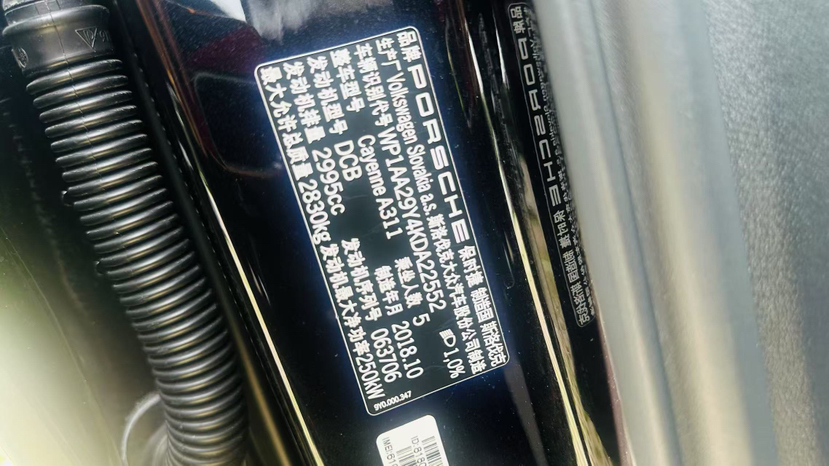 品牌 PORSCHE 保时捷 制造国 斯洛伐克
生产厂 Volkswagen Slovakia a.s. 斯洛伐克大众汽车股份公司制造
车辆识别代号 WP1AA29Y4KDA22552 1.0%
整车型号 Cayenne A311 乘坐人数 5
发动机型号 DCB 制造年月 2018.10
发动机排量 2995cc 发动机序列号 063706
最大允许总质量 2830kg 发动机最大净功率 250KW
9Y0.000.347